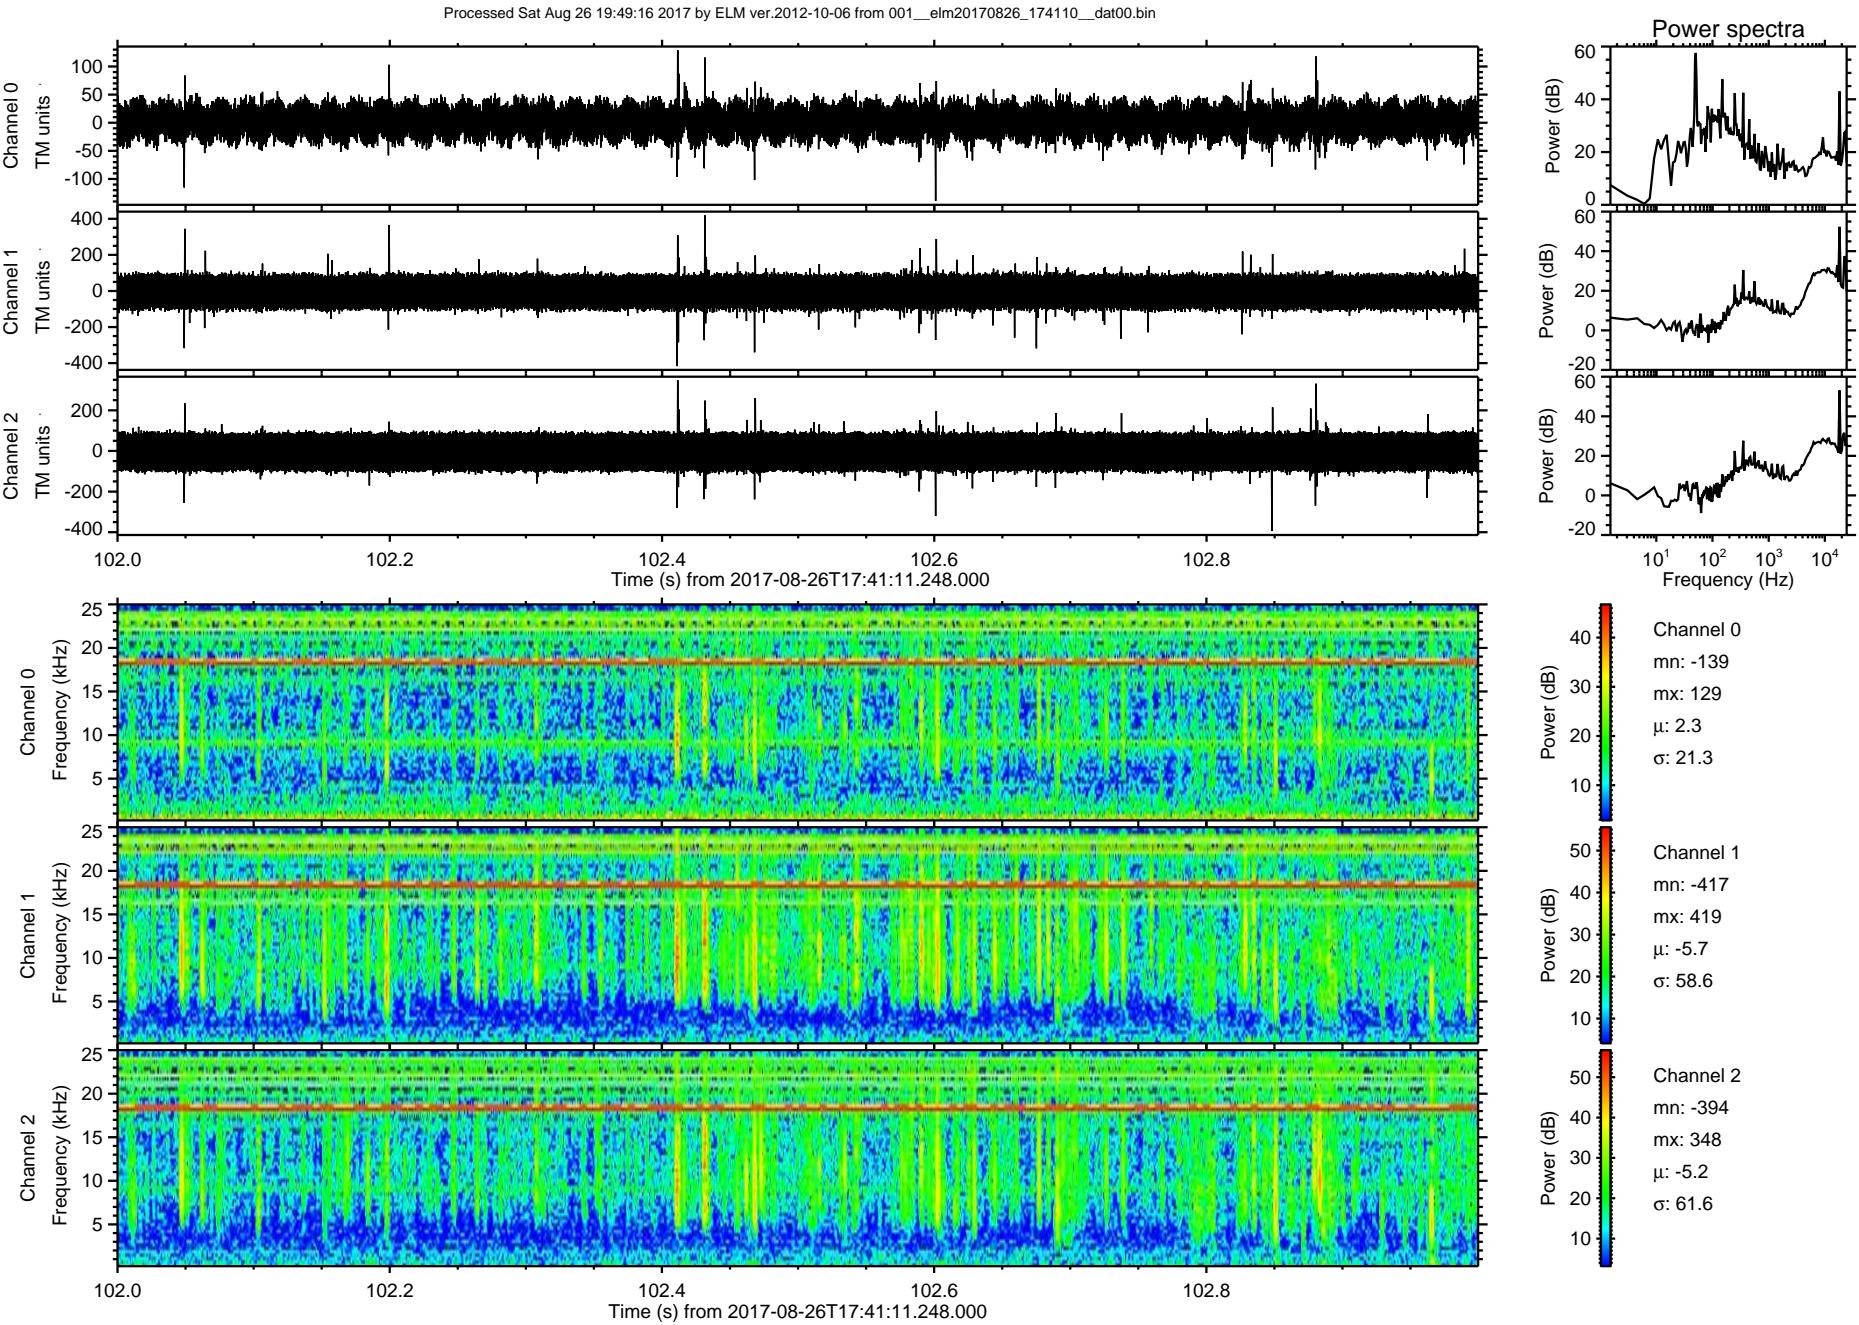 Processed Sat Aug 26 19:49:16 2017 by ELM ver.2012-10-06 from 001__elm20170826_174110__dat00.bin
Power spectra
Channel 0
TM units
100
50
0
-50
-100
Power (dB)
60
40
20
0
Channel 1
TM units
400
200
0
-200
-400
Power (dB)
60
40
20
0
-20
Channel 2
TM units
200
0
-200
-400
Power (dB)
60
40
20
0
-20
102.0
102.2
102.4
102.6
102.8
Time (s) from 2017-08-26T17:41:11.248.000
10¹
10²
10³
10⁴
Frequency (Hz)
Channel 0
Frequency (kHz)
25
20
15
10
5
Power (dB)
40
30
20
10
Channel 0
mn: -139
mx: 129
μ: 2.3
σ: 21.3
Channel 1
Frequency (kHz)
25
20
15
10
5
Power (dB)
50
40
30
20
10
Channel 1
mn: -417
mx: 419
μ: -5.7
σ: 58.6
Channel 2
Frequency (kHz)
25
20
15
10
5
Power (dB)
50
40
30
20
10
Channel 2
mn: -394
mx: 348
μ: -5.2
σ: 61.6
102.0
102.2
102.4
102.6
102.8
Time (s) from 2017-08-26T17:41:11.248.000